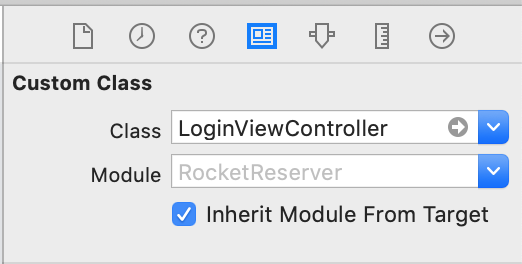 Custom Class
Class LoginViewController
Module RocketReserver
Inherit Module From Target